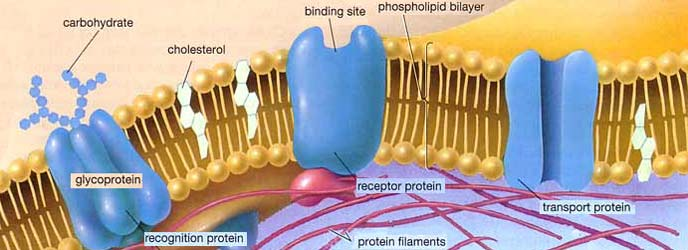 carbohydrate
cholesterol
binding site
phospholipid bilayer
glycoprotein
recognition protein
receptor protein
transport protein
protein filaments